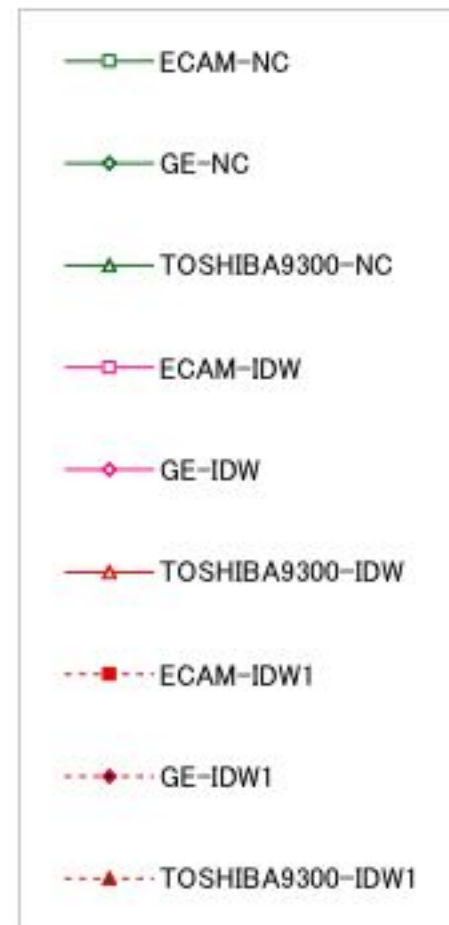 ECAM-NC
GE-NC
TOSHIBA9300-NC
ECAM-IDW
GE-IDW
TOSHIBA9300-IDW
ECAM-IDW1
GE-IDW1
TOSHIBA9300-IDW1